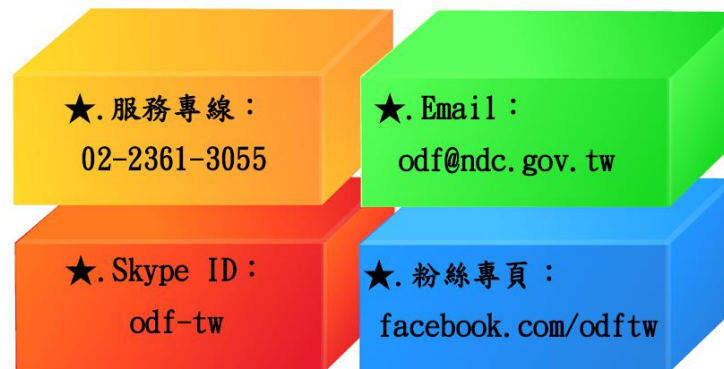 ★.服務專線：
02-2361-3055
★.Email：
odf@ndc.gov.tw
★.Skype ID：
odf-tw
★.粉絲專頁：
facebook.com/odftw